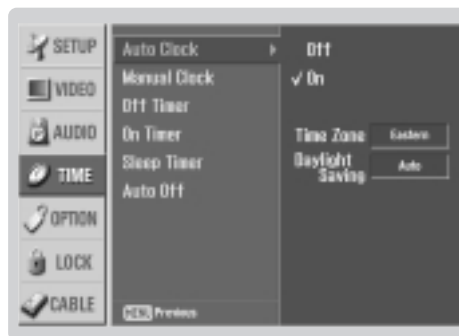 SETUP
VIDEO
AUDIO
TIME
OPTION
LOCK
CABLE
Auto Clock
Manual Clock
Off Timer
On Timer
Sleep Timer
Auto Off
MENU Previous
Off
√ On
Time Zone Eastern
Daylight
Saving Auto